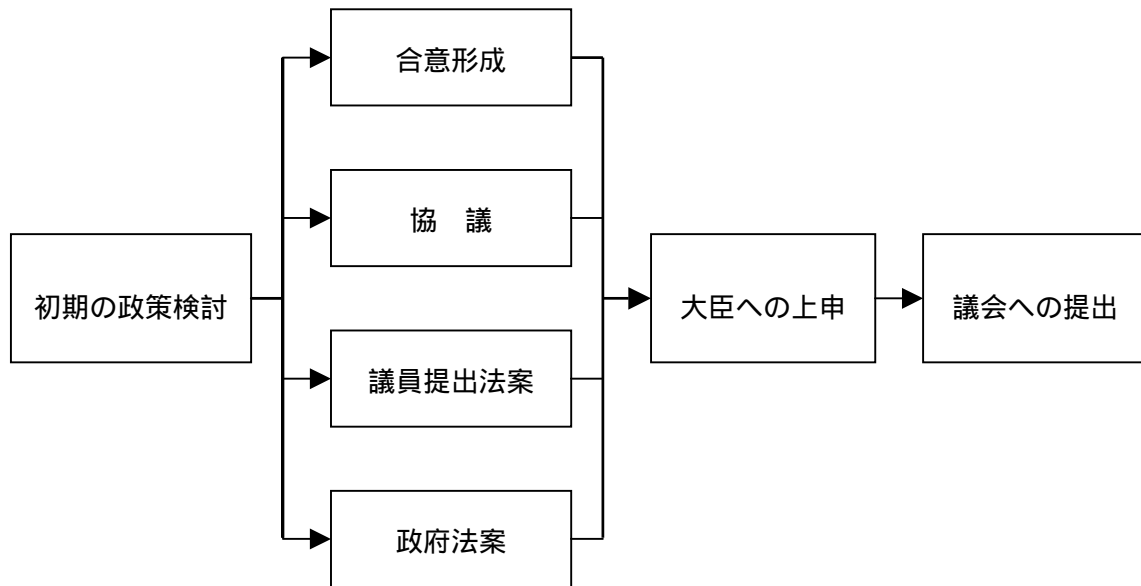 初期の政策検討
合意形成
協　議
議員提出法案
政府法案
大臣への上申
議会への提出